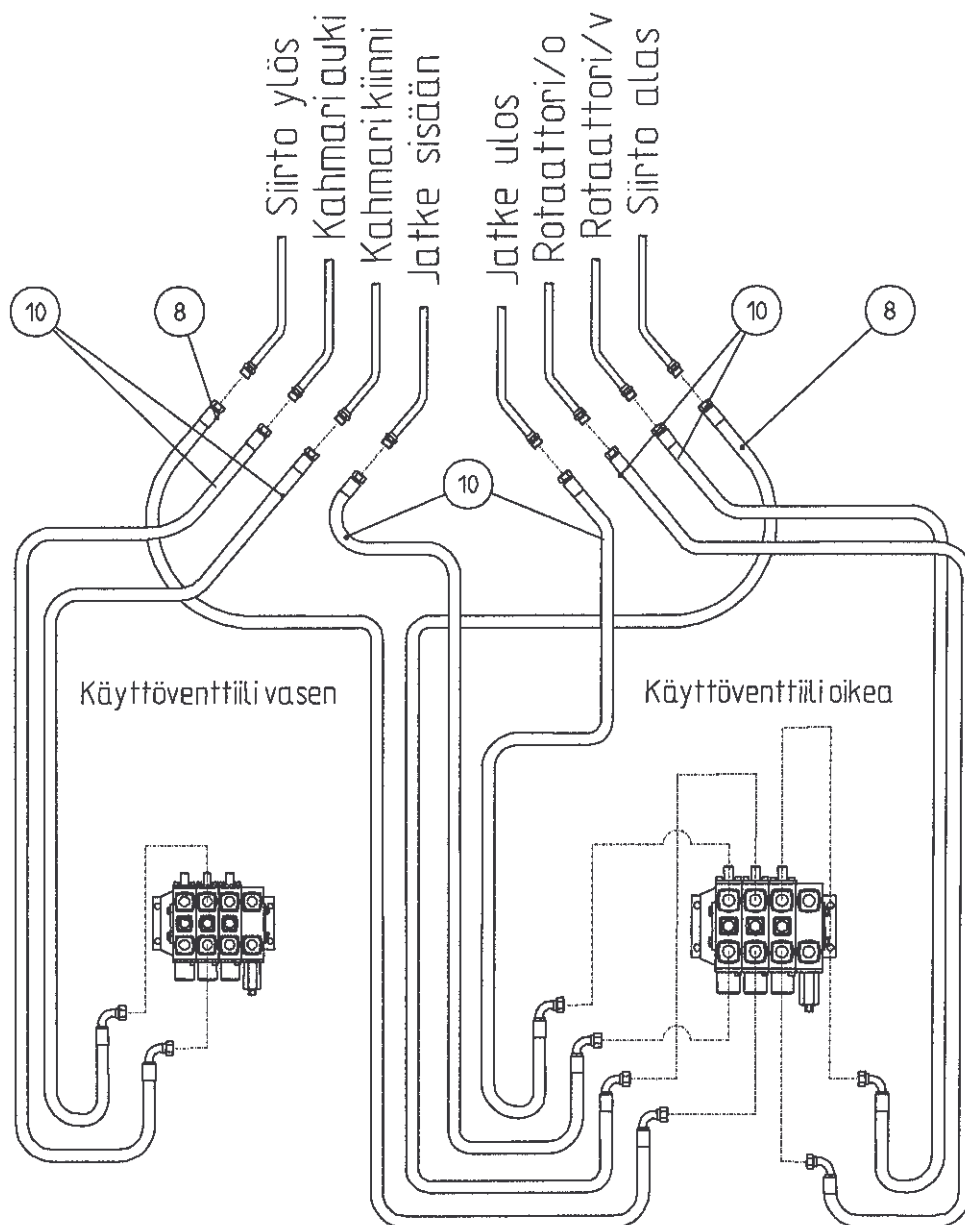 Siirto ylös
Kahmari auki
Kahmari kiinni
Jatke sisään
Jatke ulos
Rotaattori/o
Rotaattori/v
Siirto alas
10
8
10
8
10
Käyttöventtiili vasen
Käyttöventtiili oikea